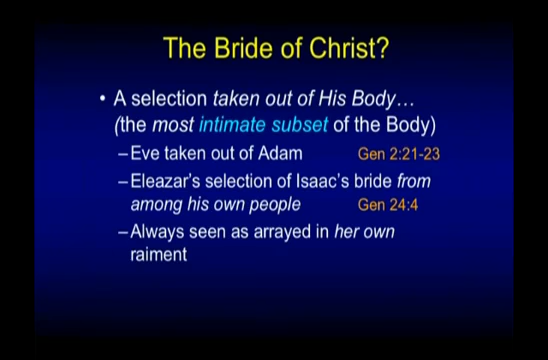 The Bride of Christ?
• A selection taken out of His Body…
(the most intimate subset of the Body)
–Eve taken out of Adam Gen 2:21-23
–Eleazar's selection of Isaac's bride from
among his own people Gen 24:4
–Always seen as arrayed in her own
raiment